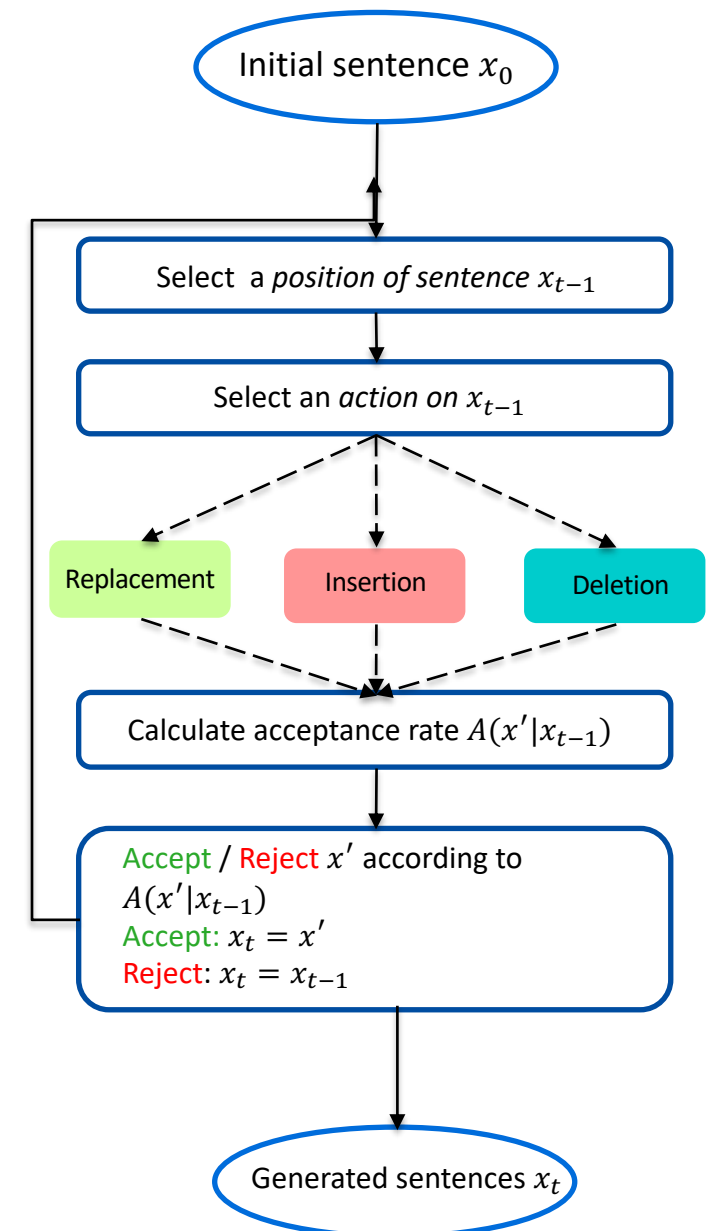 Initial sentence x₀
Select a position of sentence xₜ₋₁
Select an action on xₜ₋₁
Replacement
Insertion
Deletion
Calculate acceptance rate A(x′|xₜ₋₁)
Accept / Reject x′ according to
A(x′|xₜ₋₁)
Accept: xₜ = x′
Reject: xₜ = xₜ₋₁
Generated sentences xₜ